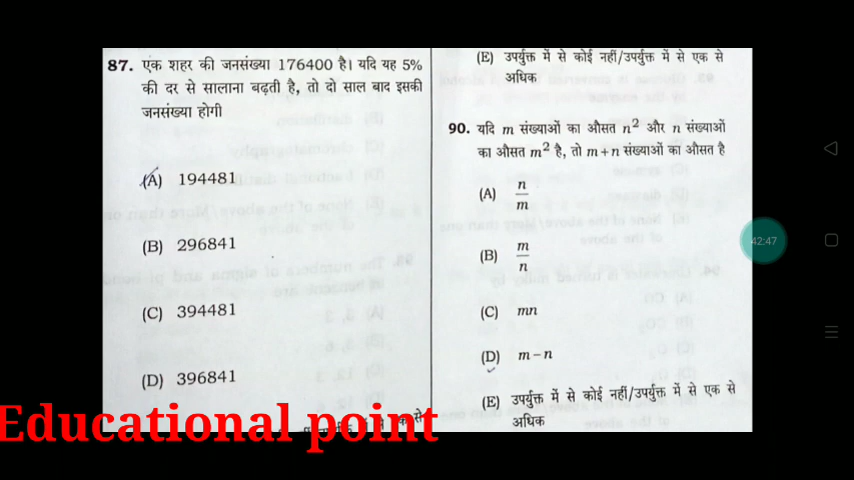 87. एक शहर की जनसंख्या 176400 है। यदि यह 5%
की दर से सालाना बढ़ती है, तो दो साल बाद इसकी
जनसंख्या होगी
(A) 194481
(B) 296841
(C) 394481
(D) 396841
(E) उपर्युक्त में से कोई नहीं/उपर्युक्त में से एक से
अधिक
90. यदि m संख्याओं का औसत n² और n संख्याओं
का औसत m² है, तो m+n संख्याओं का औसत है
(A) n/m
(B) m/n
(C) mn
(D) m-n
(E) उपर्युक्त में से कोई नहीं/उपर्युक्त में से एक से
अधिक
42:47
Educational point